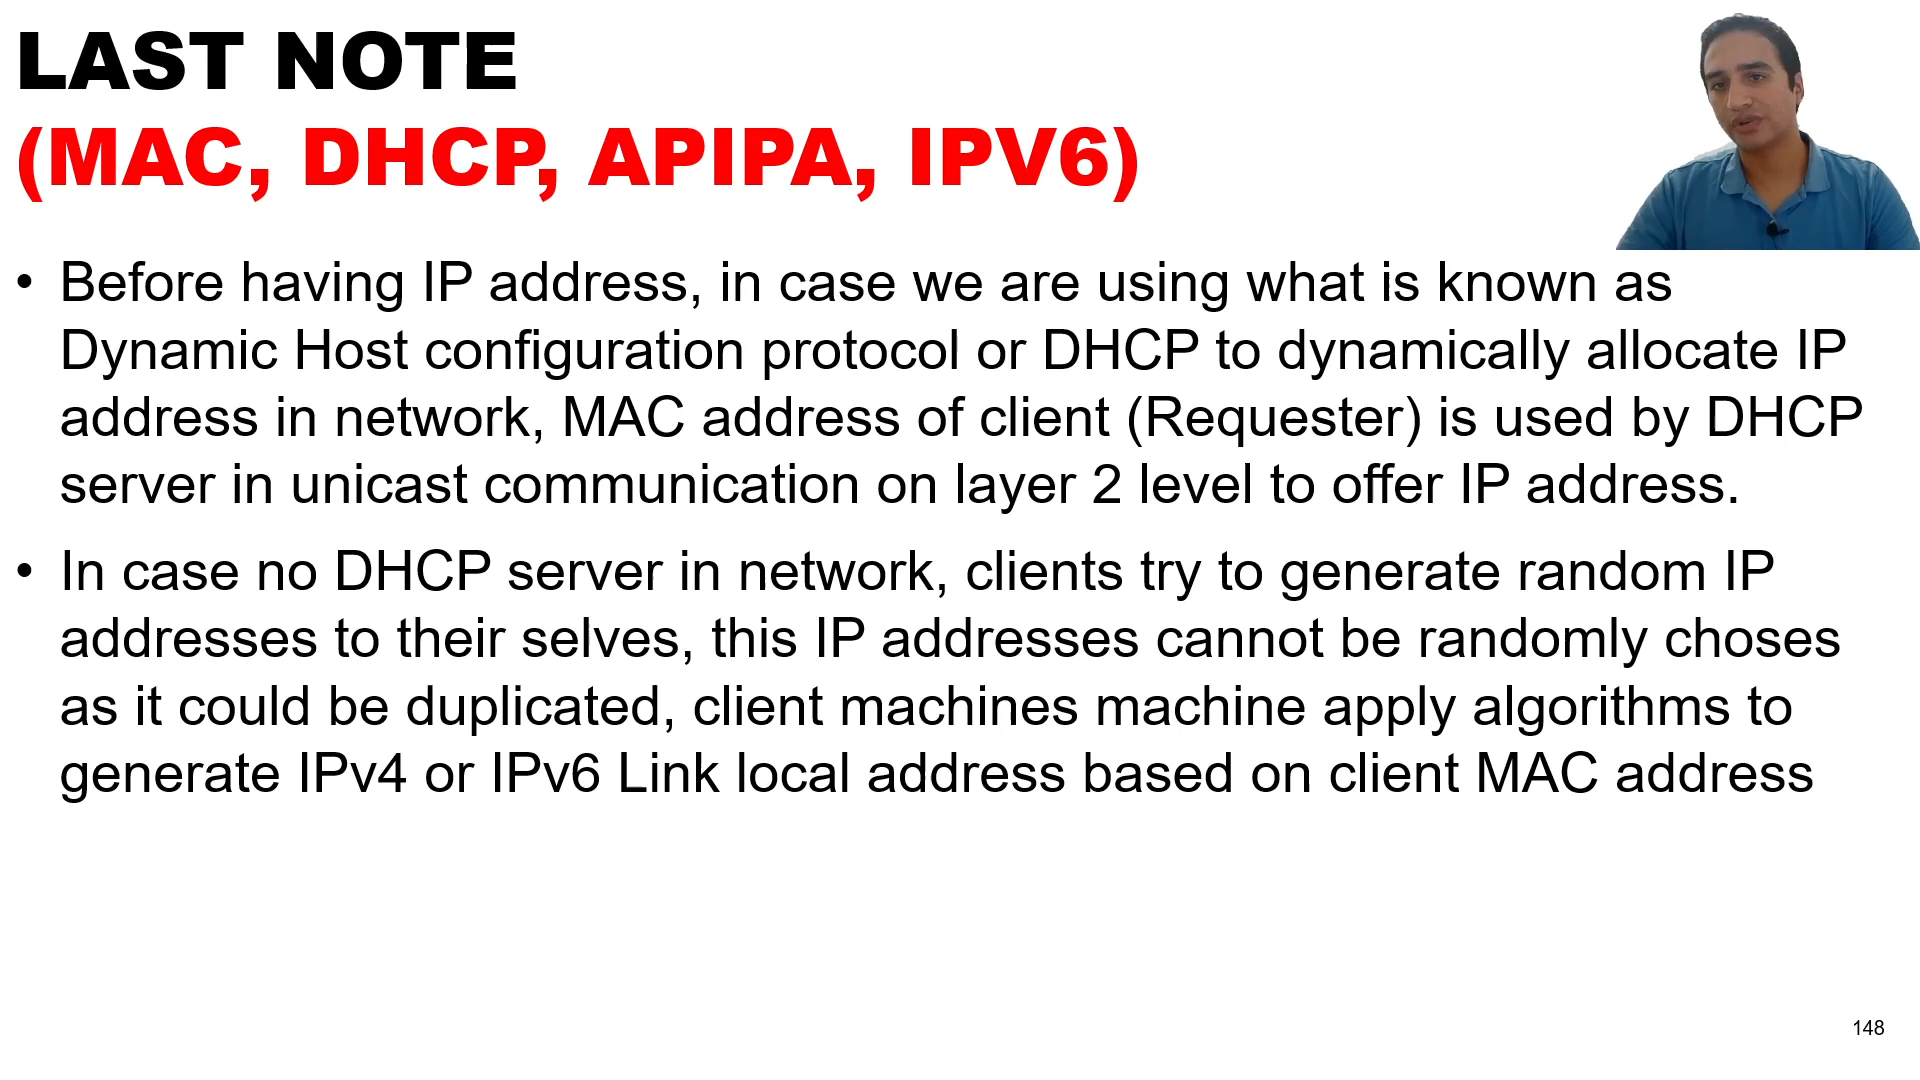 LAST NOTE
(MAC, DHCP, APIPA, IPV6)
• Before having IP address, in case we are using what is known as
Dynamic Host configuration protocol or DHCP to dynamically allocate IP
address in network, MAC address of client (Requester) is used by DHCP
server in unicast communication on layer 2 level to offer IP address.
• In case no DHCP server in network, clients try to generate random IP
addresses to their selves, this IP addresses cannot be randomly choses
as it could be duplicated, client machines machine apply algorithms to
generate IPv4 or IPv6 Link local address based on client MAC address
148